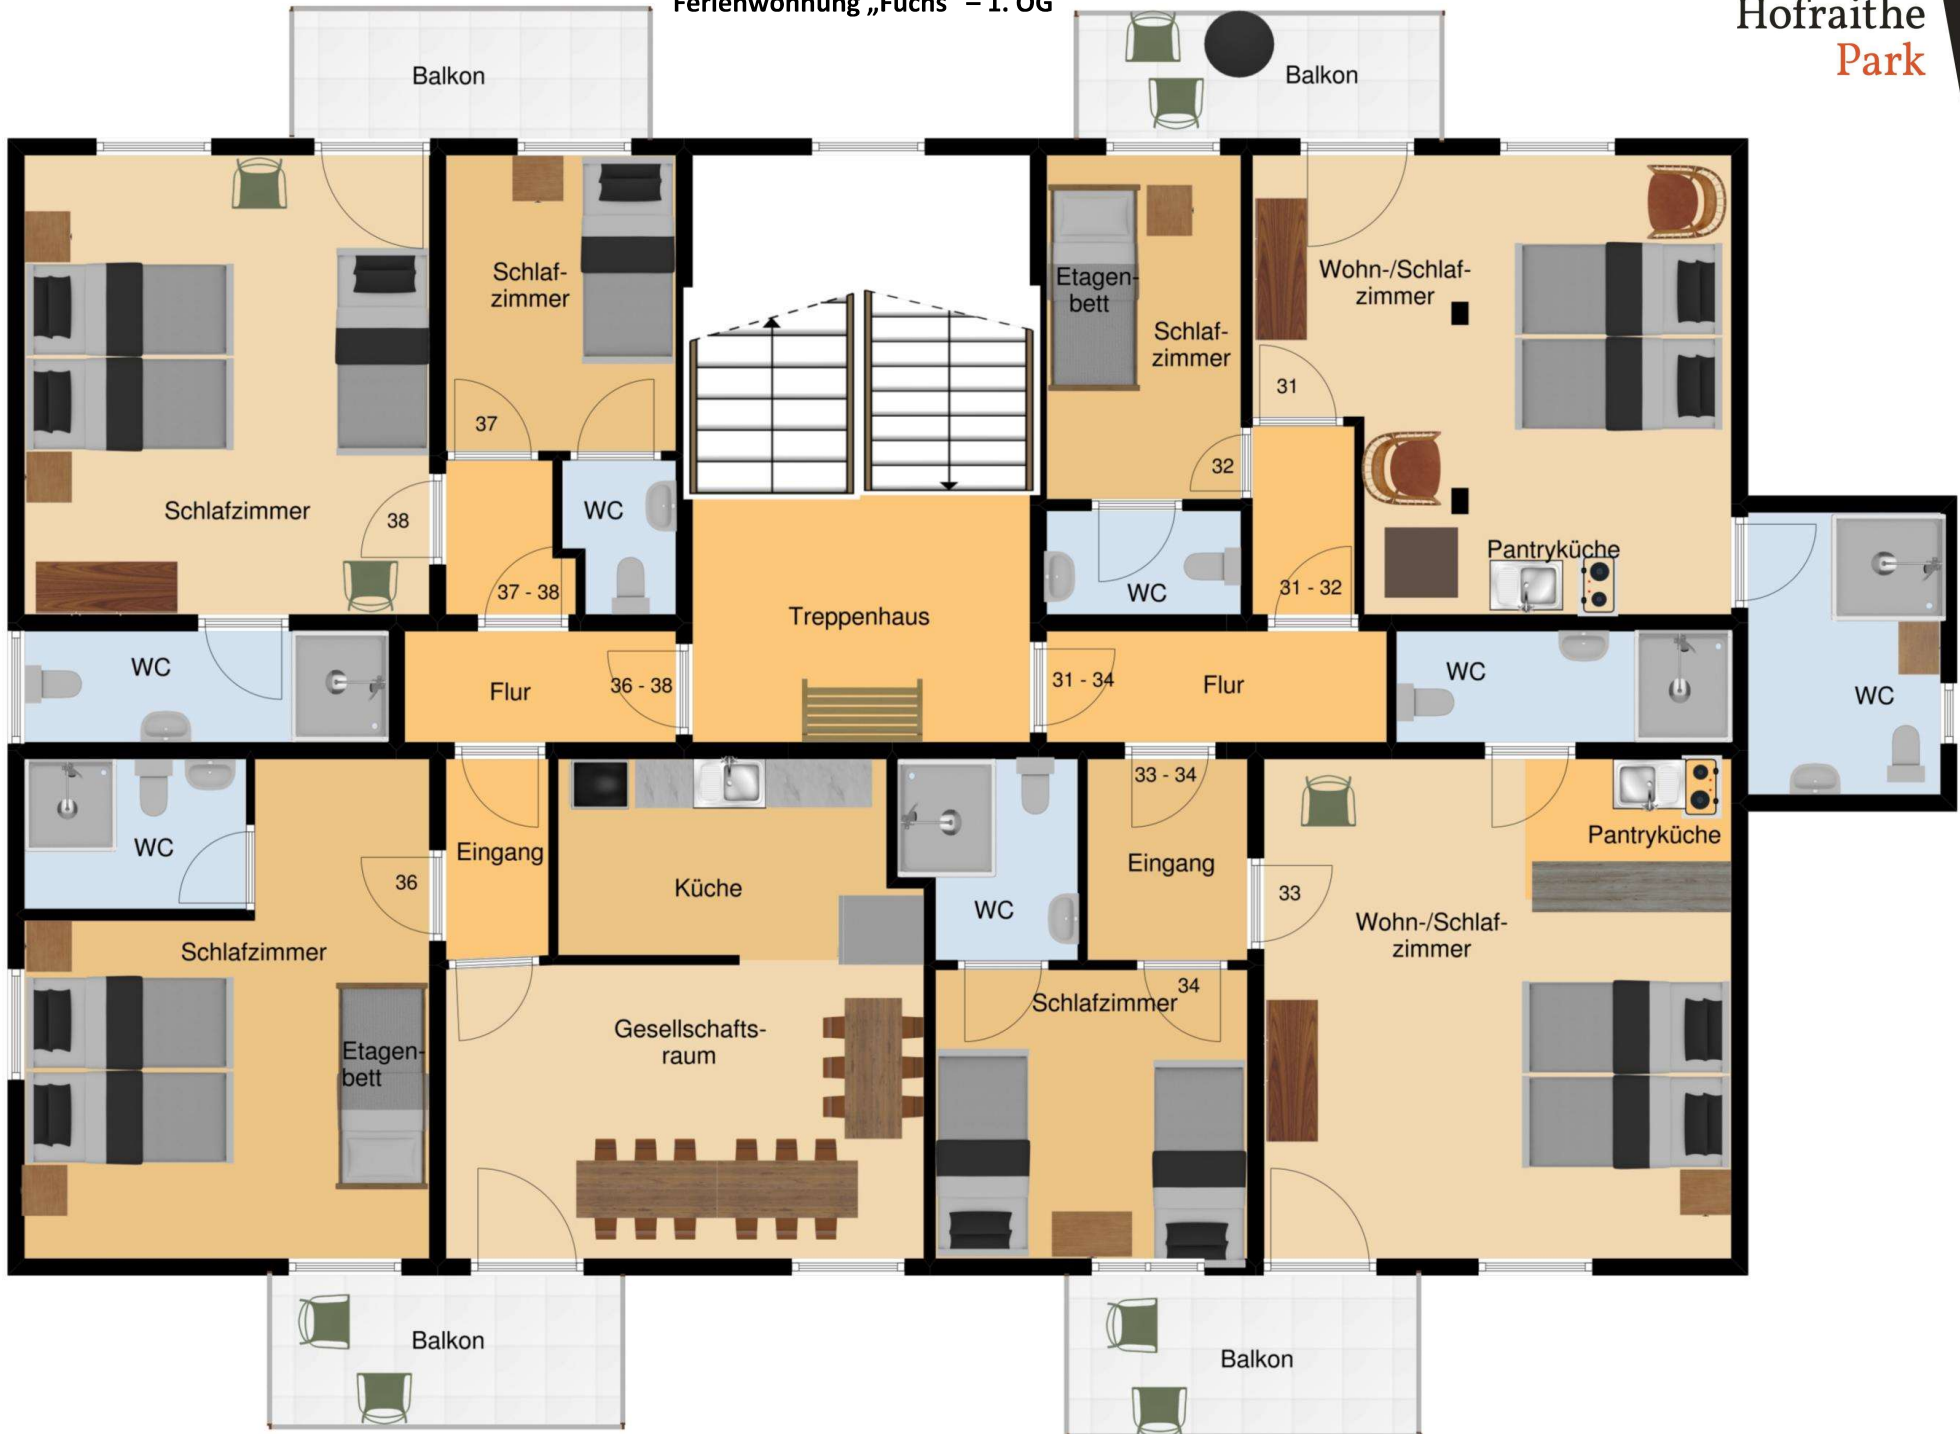 Ferienwohnung „Fuchs“ – 1. OG
Hofraithe
Park
Balkon
Balkon
Schlaf-
zimmer
37
Schlafzimmer
38
37 - 38
WC
Etagen-
bett
Schlaf-
zimmer
32
Wohn-/Schlaf-
zimmer
31
31 - 32
Pantryküche
WC
Treppenhaus
WC
Flur
36 - 38
31 - 34
Flur
WC
WC
WC
36
Schlafzimmer
Etagen-
bett
Eingang
Küche
Gesellschafts-
raum
WC
33 - 34
Eingang
34
Schlafzimmer
33
Wohn-/Schlaf-
zimmer
Pantryküche
Balkon
Balkon